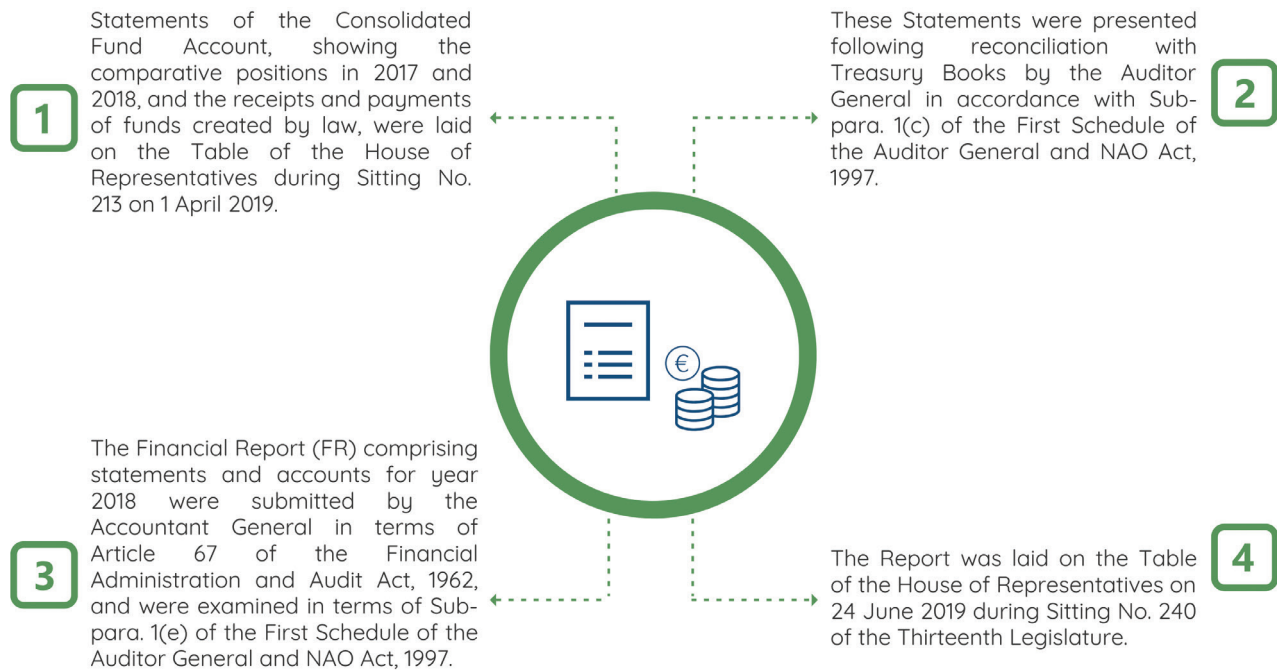 1
Statements of the Consolidated
Fund Account, showing the
comparative positions in 2017 and
2018, and the receipts and payments
of funds created by law, were laid
on the Table of the House of
Representatives during Sitting No.
213 on 1 April 2019.
These Statements were presented
following reconciliation with
Treasury Books by the Auditor
General in accordance with Sub-
para. 1(c) of the First Schedule of
the Auditor General and NAO Act,
1997.
2
€
3
The Financial Report (FR) comprising
statements and accounts for year
2018 were submitted by the
Accountant General in terms of
Article 67 of the Financial
Administration and Audit Act, 1962,
and were examined in terms of Sub-
para. 1(e) of the First Schedule of the
Auditor General and NAO Act, 1997.
The Report was laid on the Table
of the House of Representatives on
24 June 2019 during Sitting No. 240
of the Thirteenth Legislature.
4